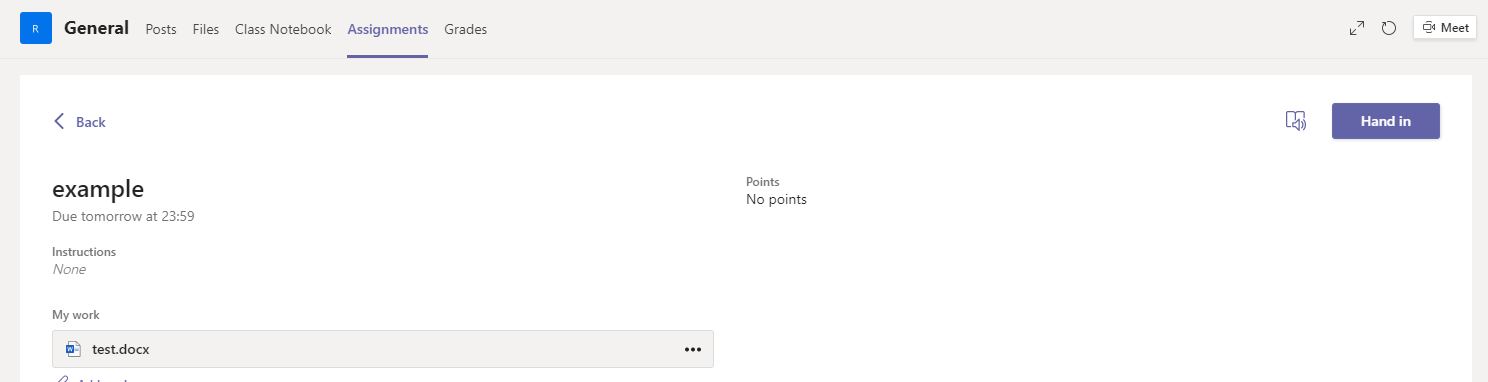 R General Posts Files Class Notebook Assignments Grades Meet
Back Hand in
example
Due tomorrow at 23:59
Points
No points
Instructions
None
My work
test.docx